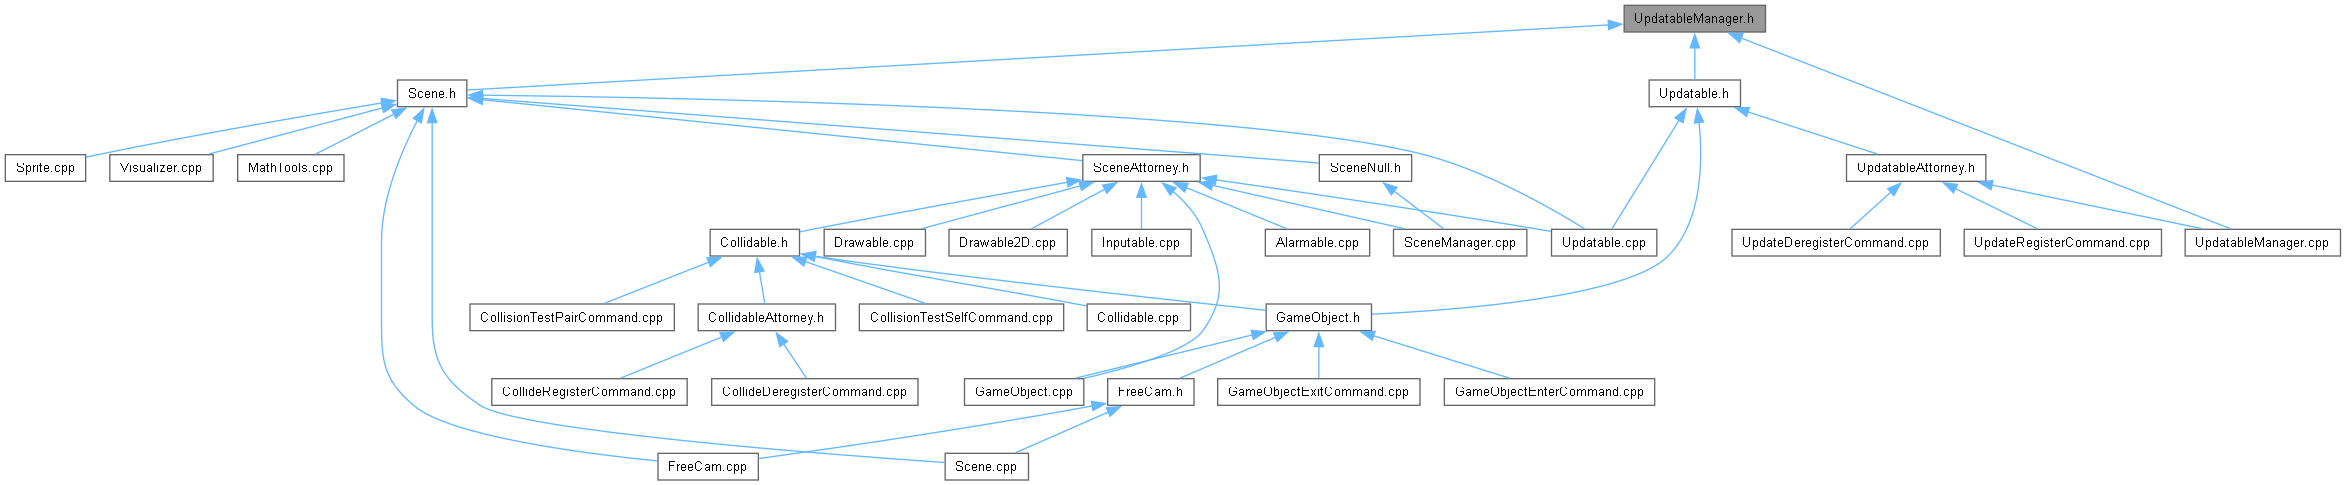 UpdatableManager.h
Scene.h
Updatable.h
Sprite.cpp
Visualizer.cpp
MathTools.cpp
SceneAttorney.h
SceneNull.h
UpdatableAttorney.h
Collidable.h
Drawable.cpp
Drawable2D.cpp
Inputable.cpp
Alarmable.cpp
SceneManager.cpp
Updatable.cpp
UpdateDeregisterCommand.cpp
UpdateRegisterCommand.cpp
UpdatableManager.cpp
CollisionTestPairCommand.cpp
CollidableAttorney.h
CollisionTestSelfCommand.cpp
Collidable.cpp
GameObject.h
CollideRegisterCommand.cpp
CollideDeregisterCommand.cpp
GameObject.cpp
FreeCam.h
GameObjectExitCommand.cpp
GameObjectEnterCommand.cpp
FreeCam.cpp
Scene.cpp